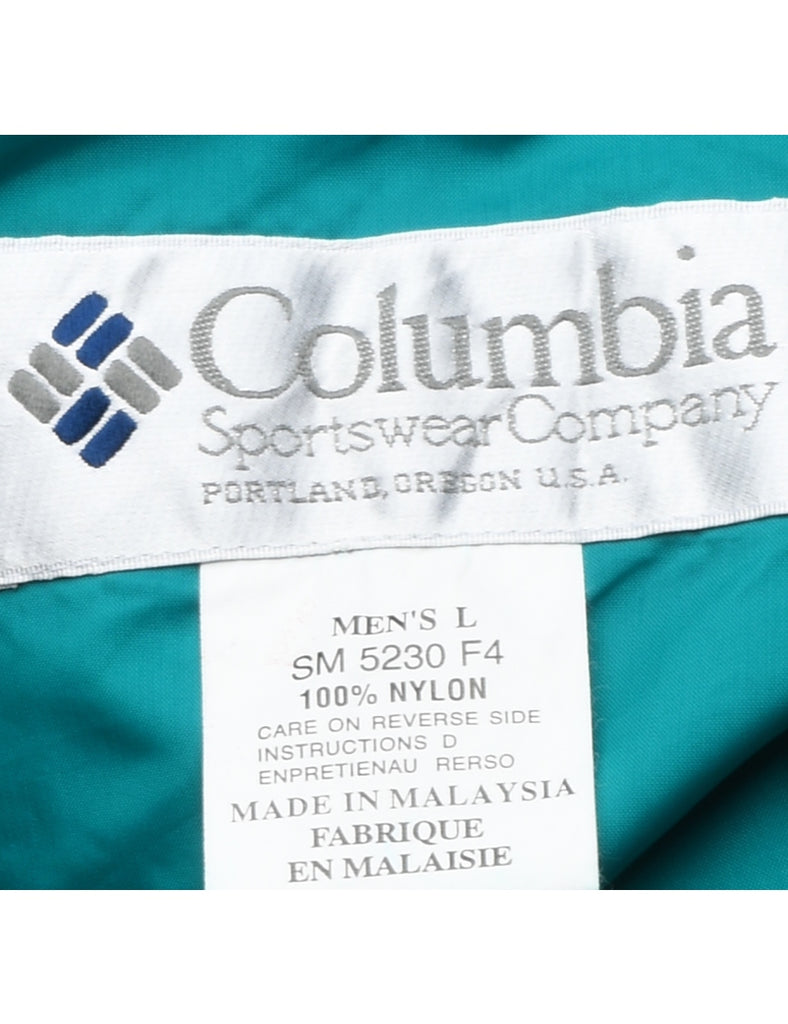 Columbia
Sportswear Company
PORTLAND, OREGON U.S.A.
MEN'S L
SM 5230 F4
100% NYLON
CARE ON REVERSE SIDE
INSTRUCTIONS D
ENPRETIENAU RERSO
MADE IN MALAYSIA
FABRIQUE
EN MALAISIE